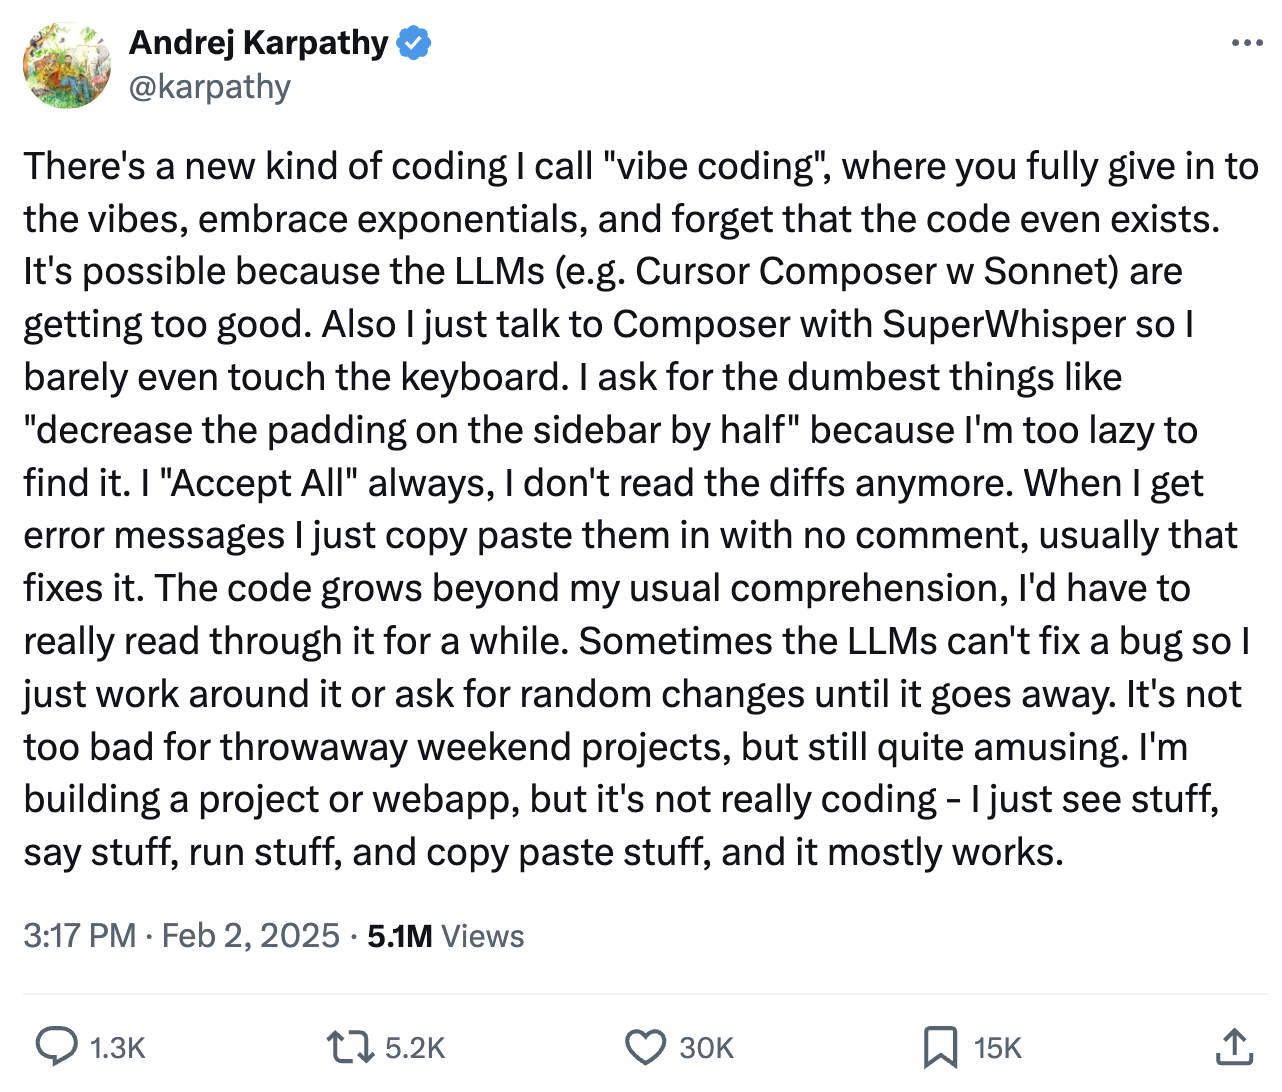 Andrej Karpathy
@karpathy
There's a new kind of coding I call "vibe coding", where you fully give in to
the vibes, embrace exponentials, and forget that the code even exists.
It's possible because the LLMs (e.g. Cursor Composer w Sonnet) are
getting too good. Also I just talk to Composer with SuperWhisper so I
barely even touch the keyboard. I ask for the dumbest things like
"decrease the padding on the sidebar by half" because I'm too lazy to
find it. I "Accept All" always, I don't read the diffs anymore. When I get
error messages I just copy paste them in with no comment, usually that
fixes it. The code grows beyond my usual comprehension, I'd have to
really read through it for a while. Sometimes the LLMs can't fix a bug so I
just work around it or ask for random changes until it goes away. It's not
too bad for throwaway weekend projects, but still quite amusing. I'm
building a project or webapp, but it's not really coding - I just see stuff,
say stuff, run stuff, and copy paste stuff, and it mostly works.
3:17 PM · Feb 2, 2025 · 5.1M Views
1.3K 5.2K 30K 15K